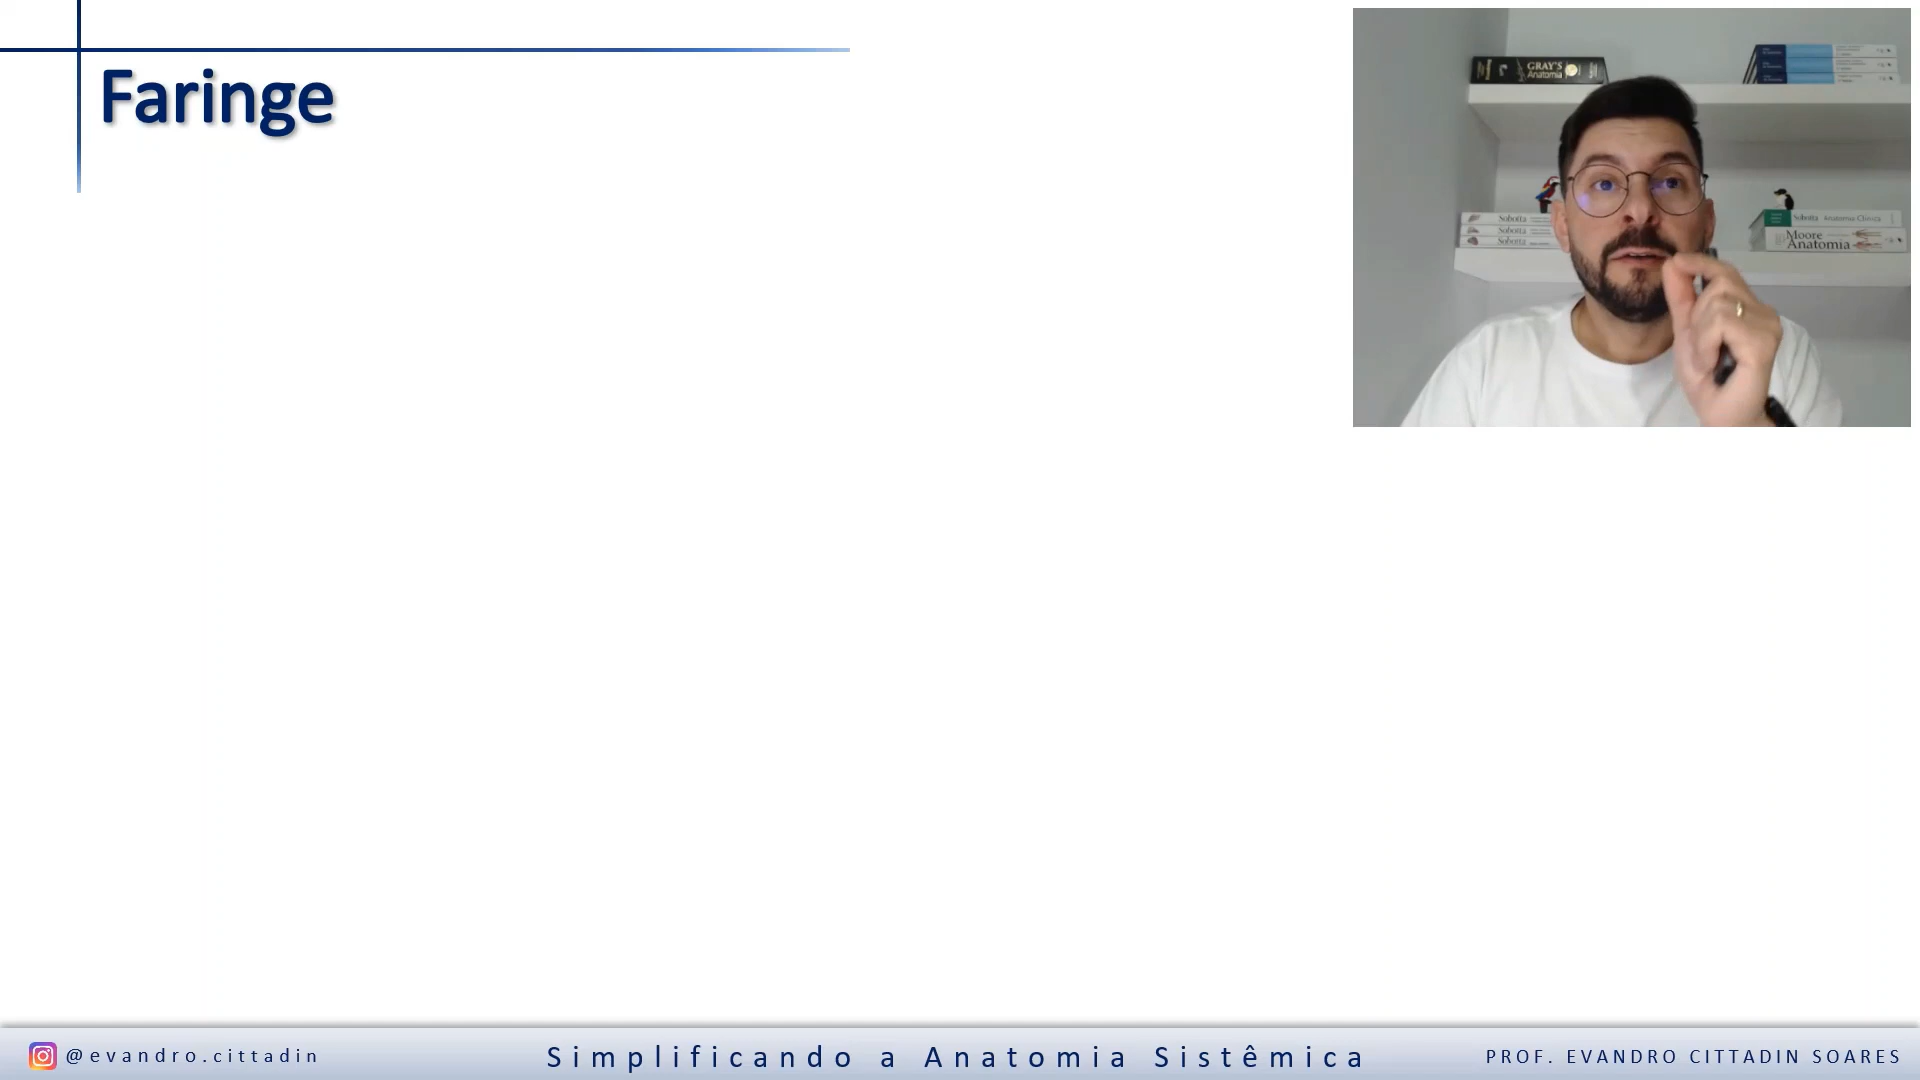 Faringe
GRAY'S
Anatomia
Sobotta
Sobotta
Sobotta
Sobotta Anatomia Clínica
Moore
Anatomia
@evandro.cittadin
Simplificando a Anatomia Sistêmica
PROF. EVANDRO CITTADIN SOARES